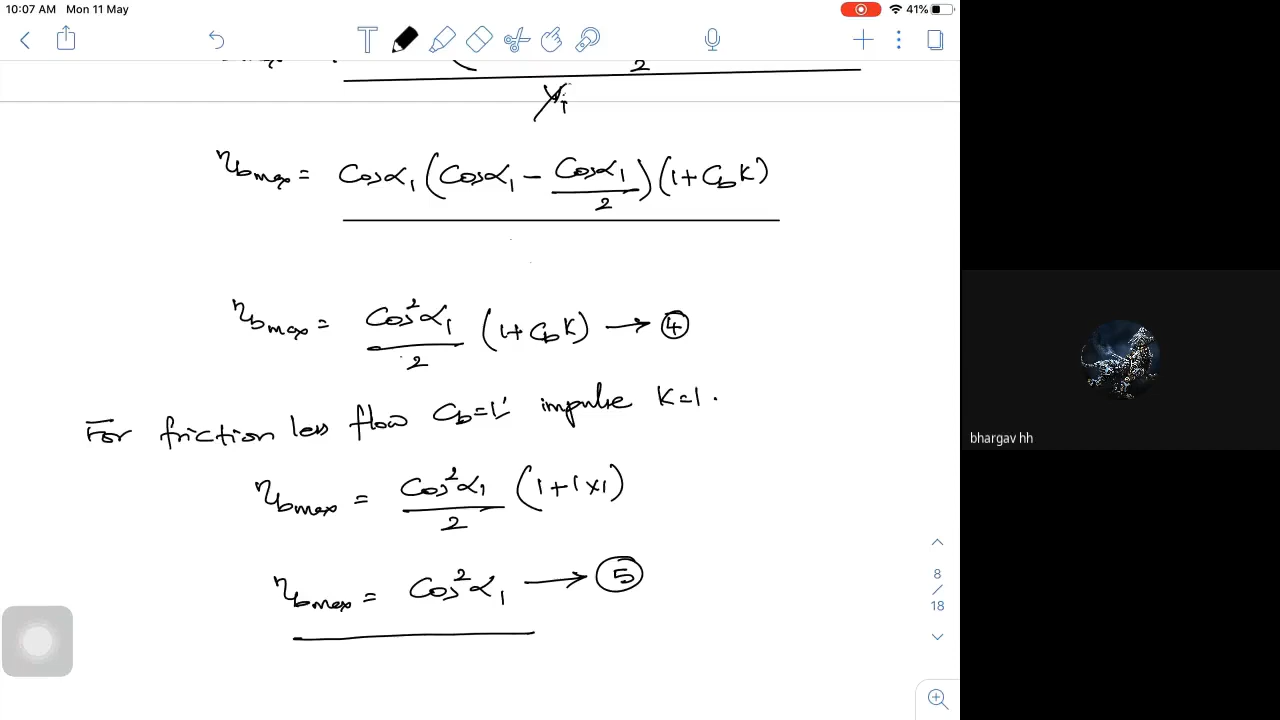 10:07 AM Mon 11 May
41%
2
V₁
ηbmax = Cosα₁ (Cosα₁ - Cosα₁/2) (1 + CbK)
ηbmax = Cos²α₁/2 (1 + CbK) → ④
For friction less flow Cb=1, impulse K=1.
ηbmax = Cos²α₁/2 (1+1×1)
ηbmax = Cos²α₁ → ⑤
8
/
18
bhargav hh